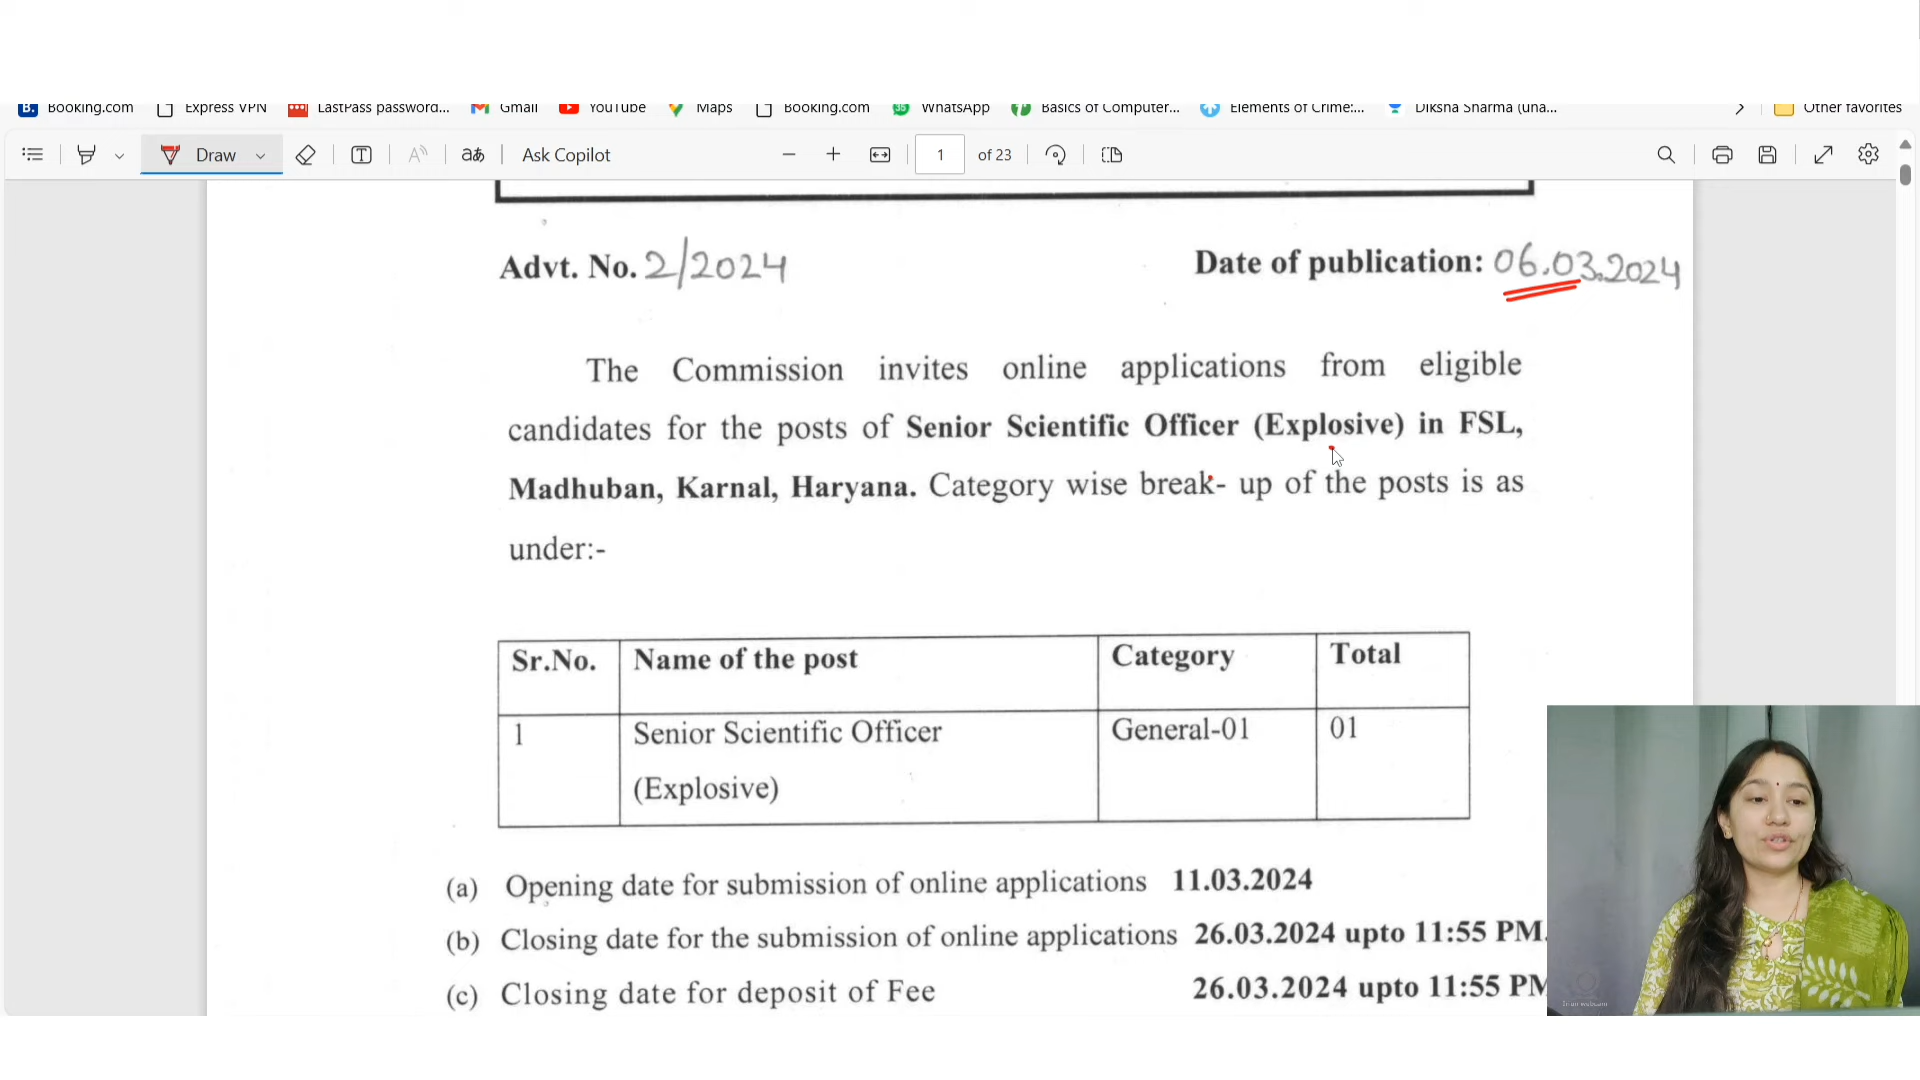 Booking.com Express VPN LastPass password... Gmail YouTube Maps Booking.com WhatsApp Basics of Computer... Elements of Crime:... Diksha Sharma (una... Other favorites
Draw Ask Copilot 1 of 23
Advt. No. 2/2024 Date of publication: 06.03.2024
The Commission invites online applications from eligible
candidates for the posts of Senior Scientific Officer (Explosive) in FSL,
Madhuban, Karnal, Haryana. Category wise break- up of the posts is as
under:-
Sr.No. Name of the post Category Total
1 Senior Scientific Officer General-01 01
(Explosive)
(a) Opening date for submission of online applications 11.03.2024
(b) Closing date for the submission of online applications 26.03.2024 upto 11:55 PM.
(c) Closing date for deposit of Fee 26.03.2024 upto 11:55 PM